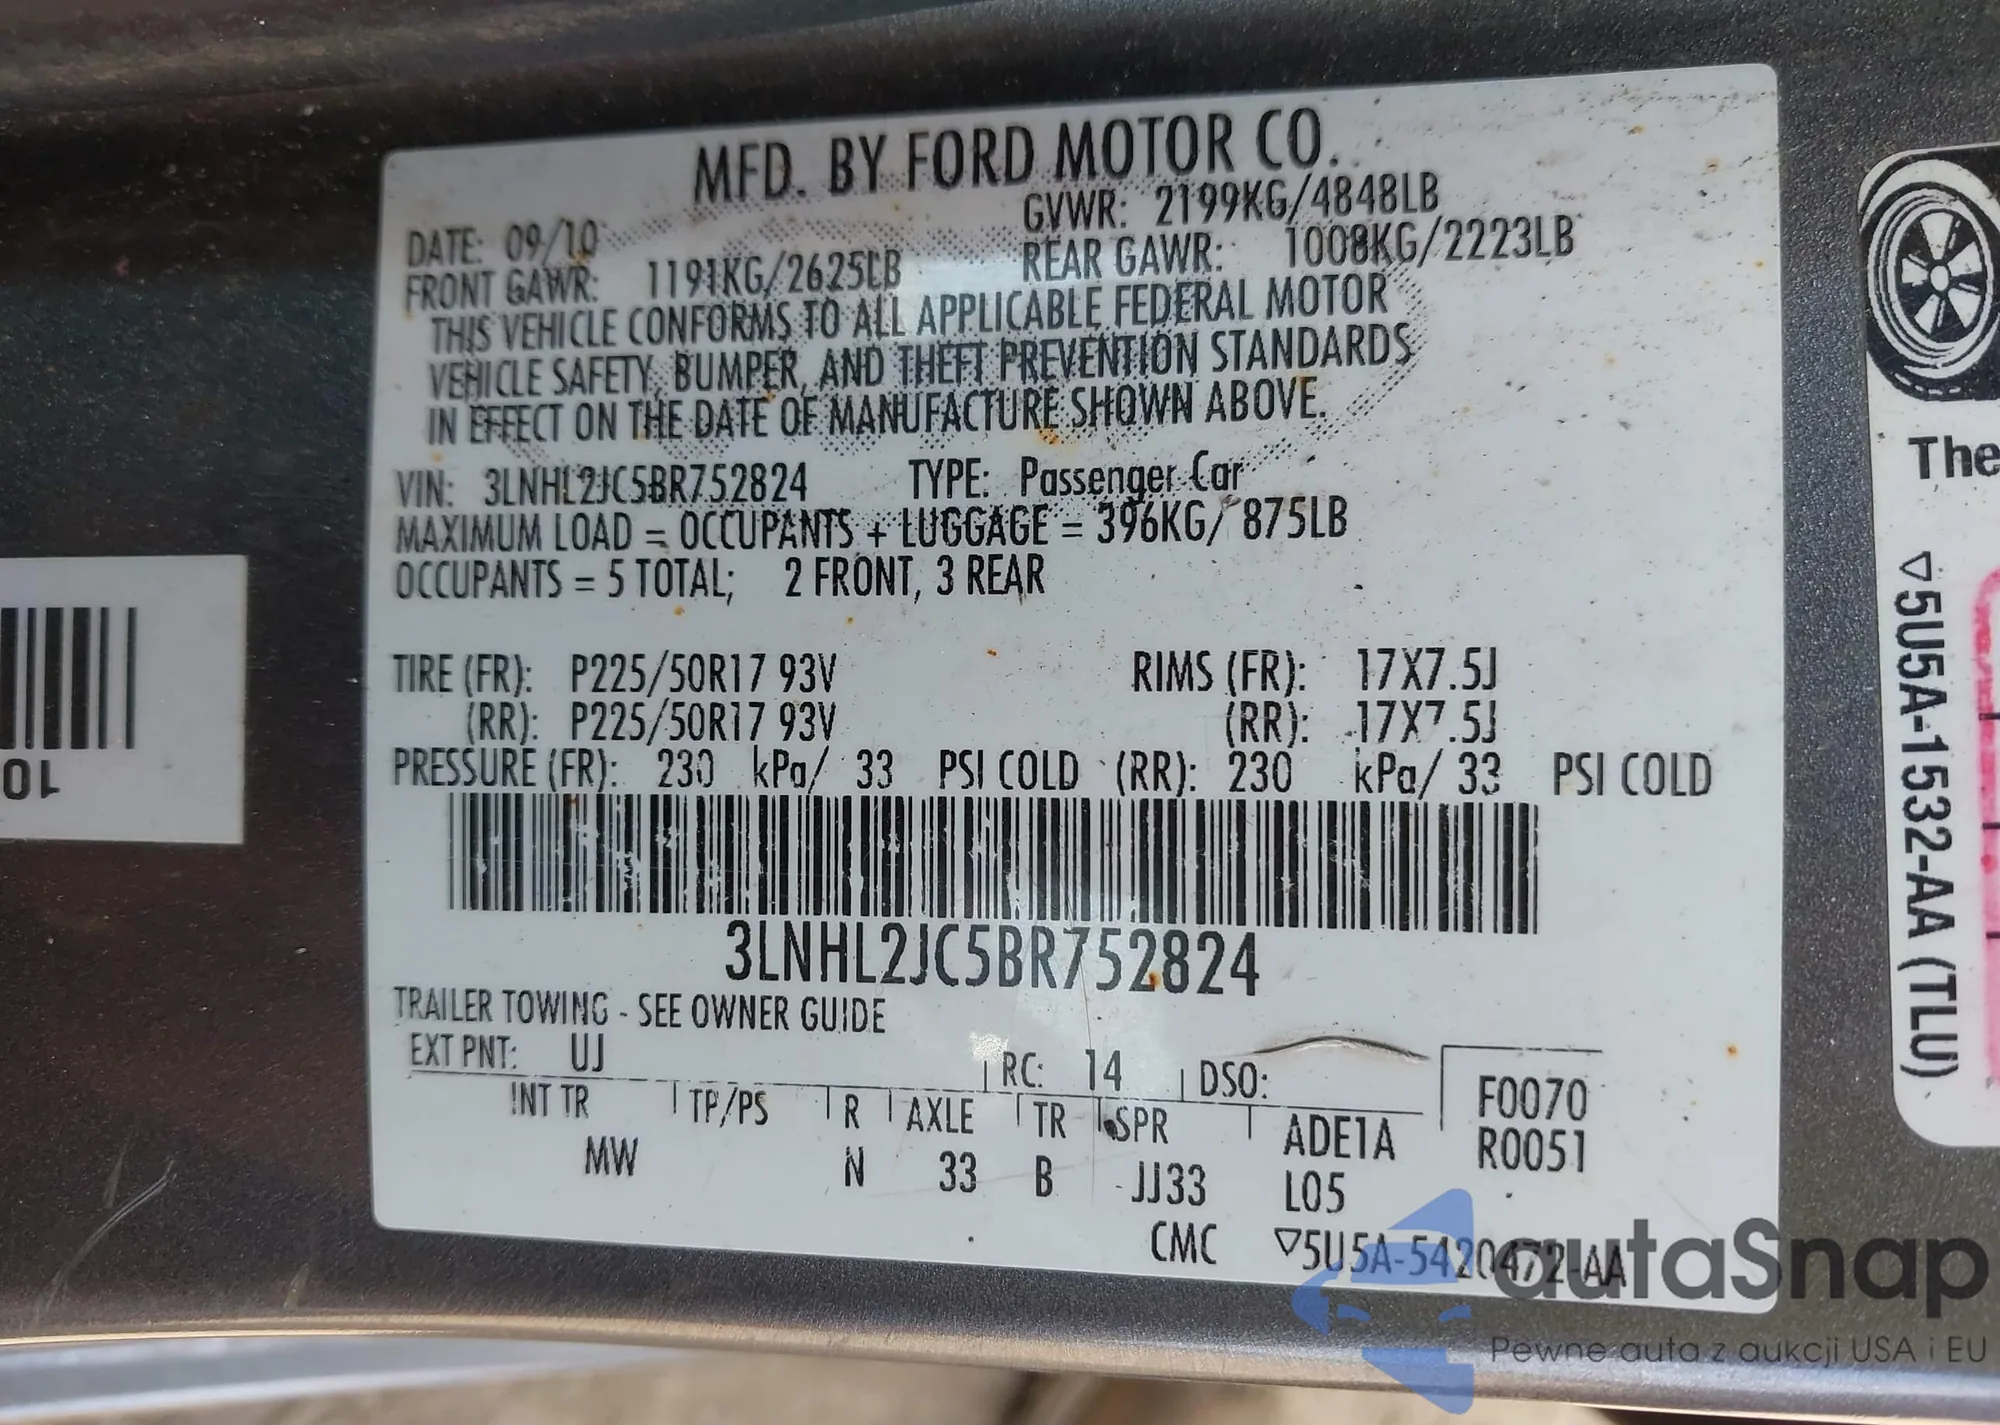 MFD. BY FORD MOTOR CO.
DATE: 09/10 GVWR: 2199KG/4848LB
FRONT GAWR: 1191KG/2625LB REAR GAWR: 1008KG/2223LB
THIS VEHICLE CONFORMS TO ALL APPLICABLE FEDERAL MOTOR
VEHICLE SAFETY, BUMPER, AND THEFT PREVENTION STANDARDS
IN EFFECT ON THE DATE OF MANUFACTURE SHOWN ABOVE.
VIN: 3LNHL2JC5BR752824 TYPE: Passenger Car
MAXIMUM LOAD = OCCUPANTS + LUGGAGE = 396KG/ 875LB
OCCUPANTS = 5 TOTAL; 2 FRONT, 3 REAR
TIRE (FR): P225/50R17 93V RIMS (FR): 17X7.5J
(RR): P225/50R17 93V (RR): 17X7.5J
PRESSURE (FR): 230 kPa/ 33 PSI COLD (RR): 230 kPa/ 33 PSI COLD
3LNHL2JC5BR752824
TRAILER TOWING - SEE OWNER GUIDE
EXT PNT: UJ RC: 14 DSO: F0070
INT TR TP/PS R AXLE TR SPR ADE1A R0051
MW N 33 B JJ33 L05
CMC ▽5U5A-5420472-AA
The
▽5U5A-1532-AA (TLU)
10L
autaSnap
Pewne auta z aukcji USA i EU